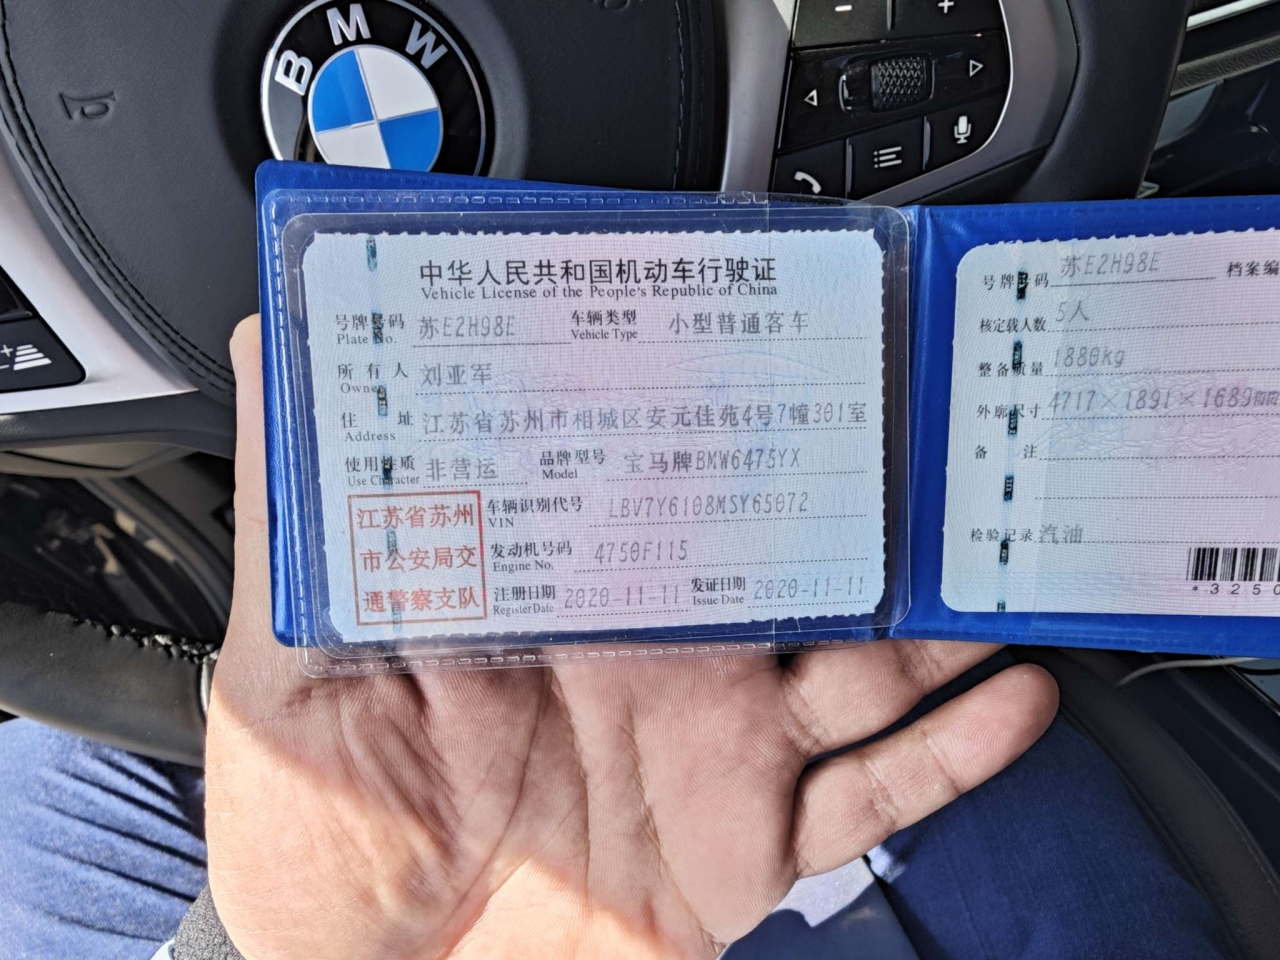 BMW
中华人民共和国机动车行驶证
Vehicle License of the People's Republic of China
号牌号码 苏E2H98E 车辆类型 小型普通客车
Plate No. Vehicle Type
所有人 刘亚军
Owner
住址 江苏省苏州市相城区安元佳苑4号7幢301室
Address
使用性质 非营运 品牌型号 宝马牌BMW6475YX
Use Character Model
江苏省苏州
市公安局交
通警察支队
车辆识别代号 LBV7Y6108MSY65072
VIN
发动机号码 4750F115
Engine No.
注册日期 2020-11-11 发证日期 2020-11-11
Register Date Issue Date
号牌号码 苏E2H98E 档案编
核定载人数 5人
整备质量 1880kg
外廓尺寸 4717×1891×1689mm
备注
检验记录 汽油
*3250